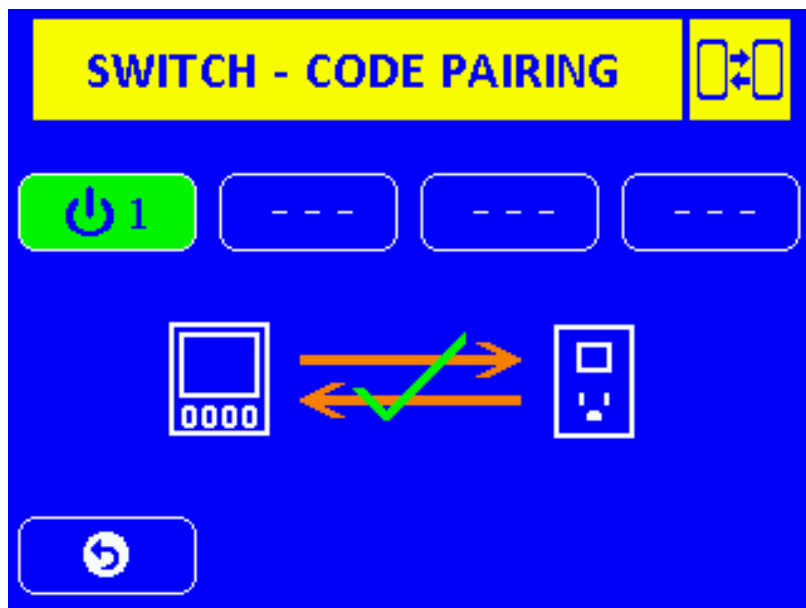 SWITCH - CODE PAIRING
1 --- --- ---
0000